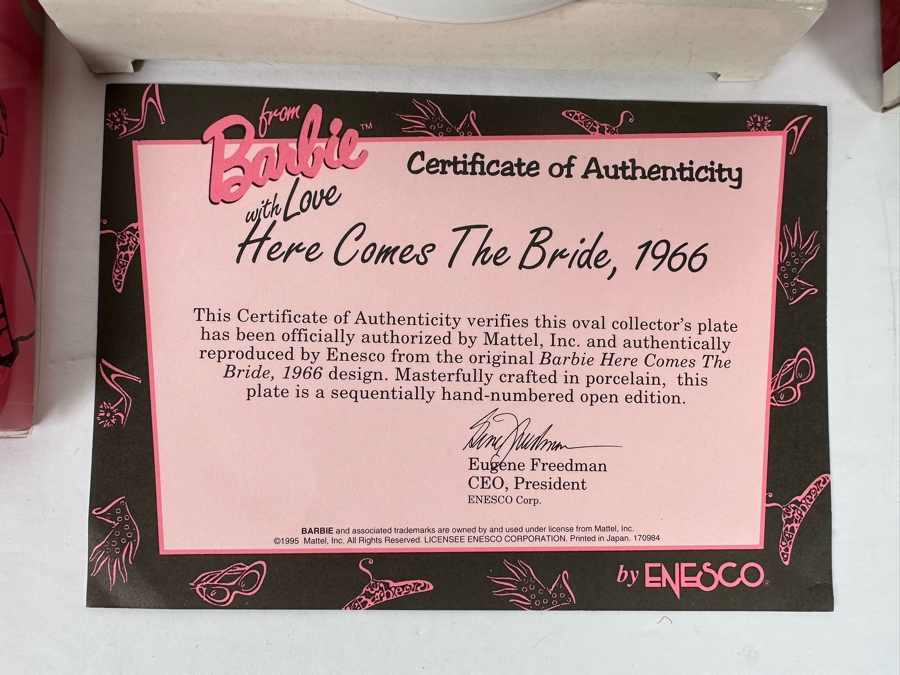 from
Barbie™
with Love
Certificate of Authenticity
Here Comes The Bride, 1966
This Certificate of Authenticity verifies this oval collector's plate
has been officially authorized by Mattel, Inc. and authentically
reproduced by Enesco from the original Barbie Here Comes The
Bride, 1966 design. Masterfully crafted in porcelain, this
plate is a sequentially hand-numbered open edition.
Gene Freedman
Eugene Freedman
CEO, President
ENESCO Corp.
BARBIE and associated trademarks are owned by and used under license from Mattel, Inc.
©1995 Mattel, Inc. All Rights Reserved. LICENSEE ENESCO CORPORATION. Printed in Japan. 170984
by ENESCO®